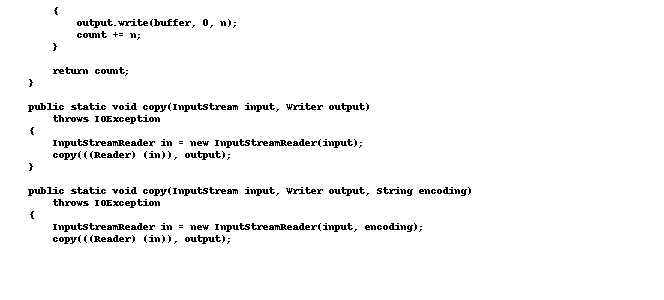 {
output.write(buffer, 0, n);
count += n;
}
return count;
}
public static void copy(InputStream input, Writer output)
throws IOException
{
InputStreamReader in = new InputStreamReader(input);
copy(((Reader) (in)), output);
}
public static void copy(InputStream input, Writer output, String encoding)
throws IOException
{
InputStreamReader in = new InputStreamReader(input, encoding);
copy(((Reader) (in)), output);